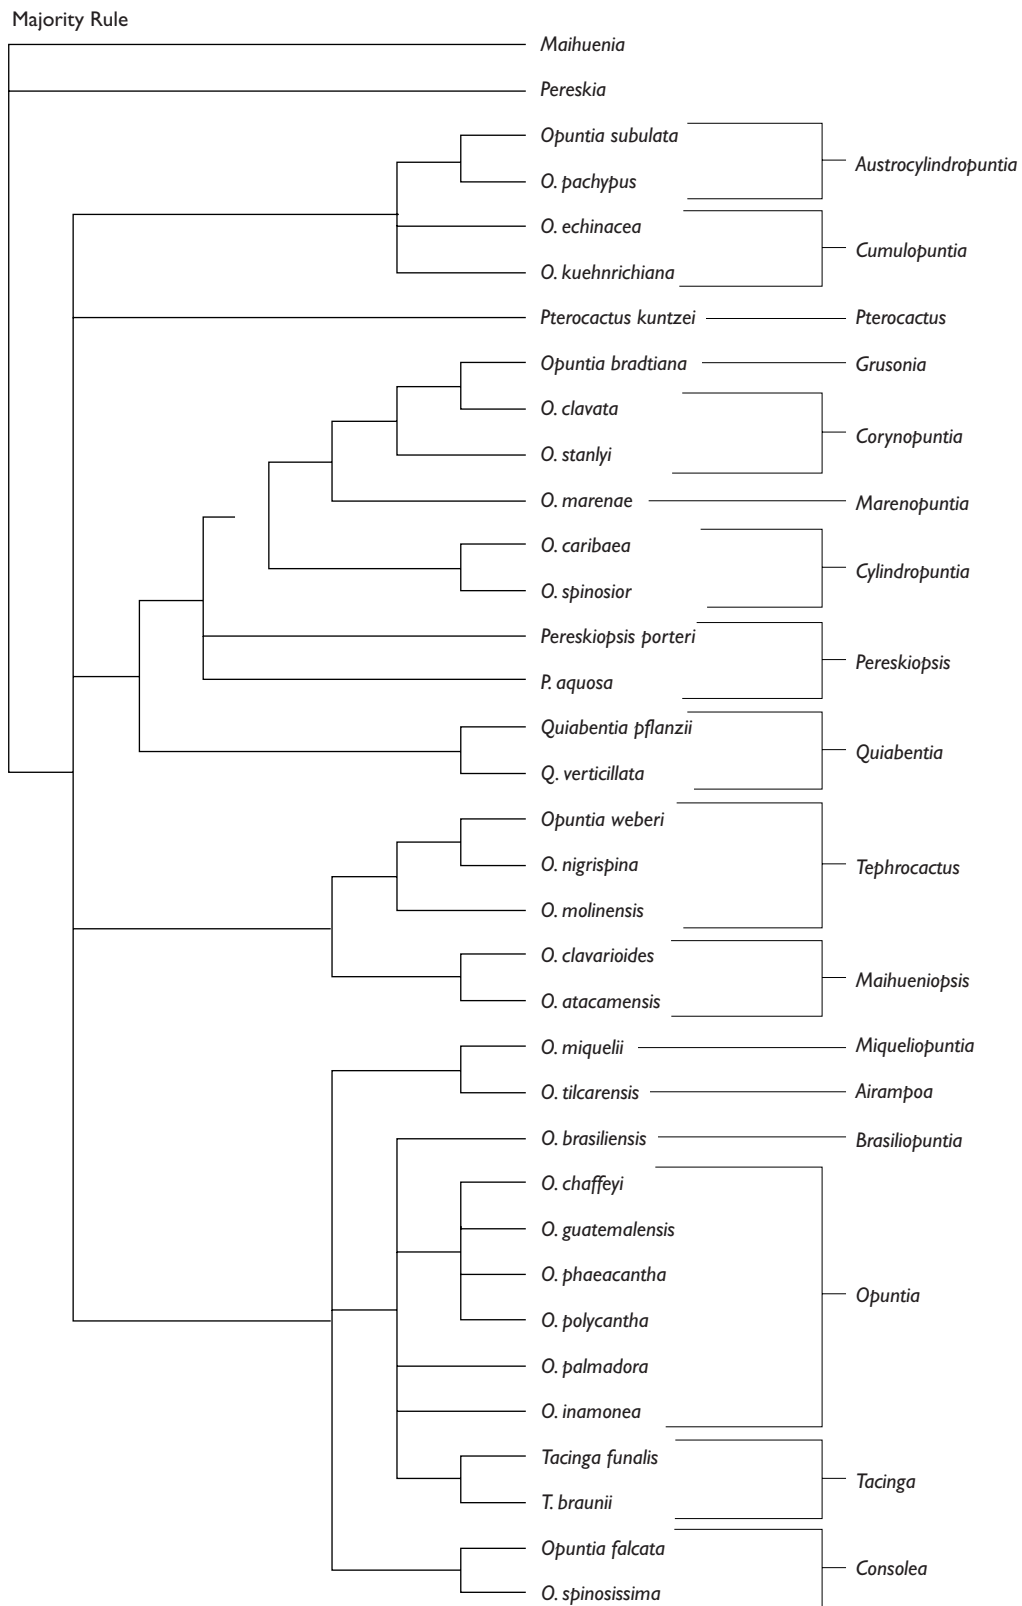 Majority Rule
Maihuenia
Pereskia
Opuntia subulata
Austrocylindropuntia
O. pachypus
O. echinacea
Cumulopuntia
O. kuehnrichiana
Pterocactus kuntzei Pterocactus
Opuntia bradtiana Grusonia
O. clavata
Corynopuntia
O. stanlyi
O. marenae Marenopuntia
O. caribaea
Cylindropuntia
O. spinosior
Pereskiopsis porteri
Pereskiopsis
P. aquosa
Quiabentia pflanzii
Quiabentia
Q. verticillata
Opuntia weberi
O. nigrispina
Tephrocactus
O. molinensis
O. clavarioides
Maihueniopsis
O. atacamensis
O. miquelii Miqueliopuntia
O. tilcarensis Airampoa
O. brasiliensis Brasiliopuntia
O. chaffeyi
O. guatemalensis
O. phaeacantha
Opuntia
O. polycantha
O. palmadora
O. inamonea
Tacinga funalis
Tacinga
T. braunii
Opuntia falcata
Consolea
O. spinosissima